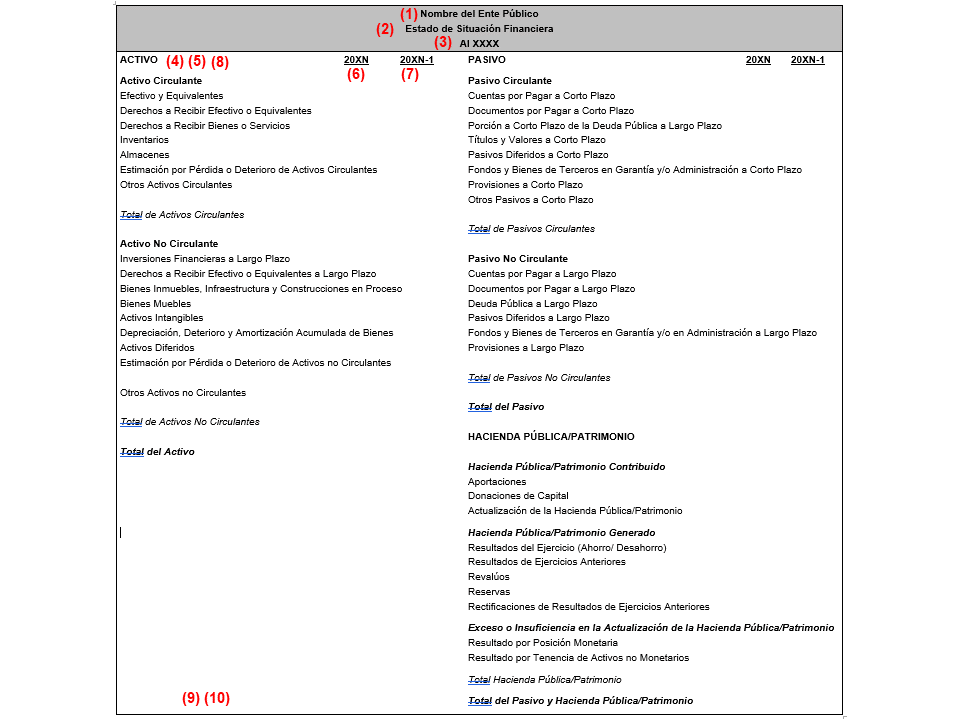 (1) Nombre del Ente Público
(2) Estado de Situación Financiera
(3) Al XXXX
ACTIVO (4) (5) (8) 20XN 20XN-1
(6) (7)
Activo Circulante
Efectivo y Equivalentes
Derechos a Recibir Efectivo o Equivalentes
Derechos a Recibir Bienes o Servicios
Inventarios
Almacenes
Estimación por Pérdida o Deterioro de Activos Circulantes
Otros Activos Circulantes
Total de Activos Circulantes
Activo No Circulante
Inversiones Financieras a Largo Plazo
Derechos a Recibir Efectivo o Equivalentes a Largo Plazo
Bienes Inmuebles, Infraestructura y Construcciones en Proceso
Bienes Muebles
Activos Intangibles
Depreciación, Deterioro y Amortización Acumulada de Bienes
Activos Diferidos
Estimación por Pérdida o Deterioro de Activos no Circulantes
Otros Activos no Circulantes
Total de Activos No Circulantes
Total del Activo
(9) (10)
PASIVO 20XN 20XN-1
Pasivo Circulante
Cuentas por Pagar a Corto Plazo
Documentos por Pagar a Corto Plazo
Porción a Corto Plazo de la Deuda Pública a Largo Plazo
Títulos y Valores a Corto Plazo
Pasivos Diferidos a Corto Plazo
Fondos y Bienes de Terceros en Garantía y/o Administración a Corto Plazo
Provisiones a Corto Plazo
Otros Pasivos a Corto Plazo
Total de Pasivos Circulantes
Pasivo No Circulante
Cuentas por Pagar a Largo Plazo
Documentos por Pagar a Largo Plazo
Deuda Pública a Largo Plazo
Pasivos Diferidos a Largo Plazo
Fondos y Bienes de Terceros en Garantía y/o en Administración a Largo Plazo
Provisiones a Largo Plazo
Total de Pasivos No Circulantes
Total del Pasivo
HACIENDA PÚBLICA/PATRIMONIO
Hacienda Pública/Patrimonio Contribuido
Aportaciones
Donaciones de Capital
Actualización de la Hacienda Pública/Patrimonio
Hacienda Pública/Patrimonio Generado
Resultados del Ejercicio (Ahorro/ Desahorro)
Resultados de Ejercicios Anteriores
Revalúos
Reservas
Rectificaciones de Resultados de Ejercicios Anteriores
Exceso o Insuficiencia en la Actualización de la Hacienda Pública/Patrimonio
Resultado por Posición Monetaria
Resultado por Tenencia de Activos no Monetarios
Total Hacienda Pública/Patrimonio
Total del Pasivo y Hacienda Pública/Patrimonio